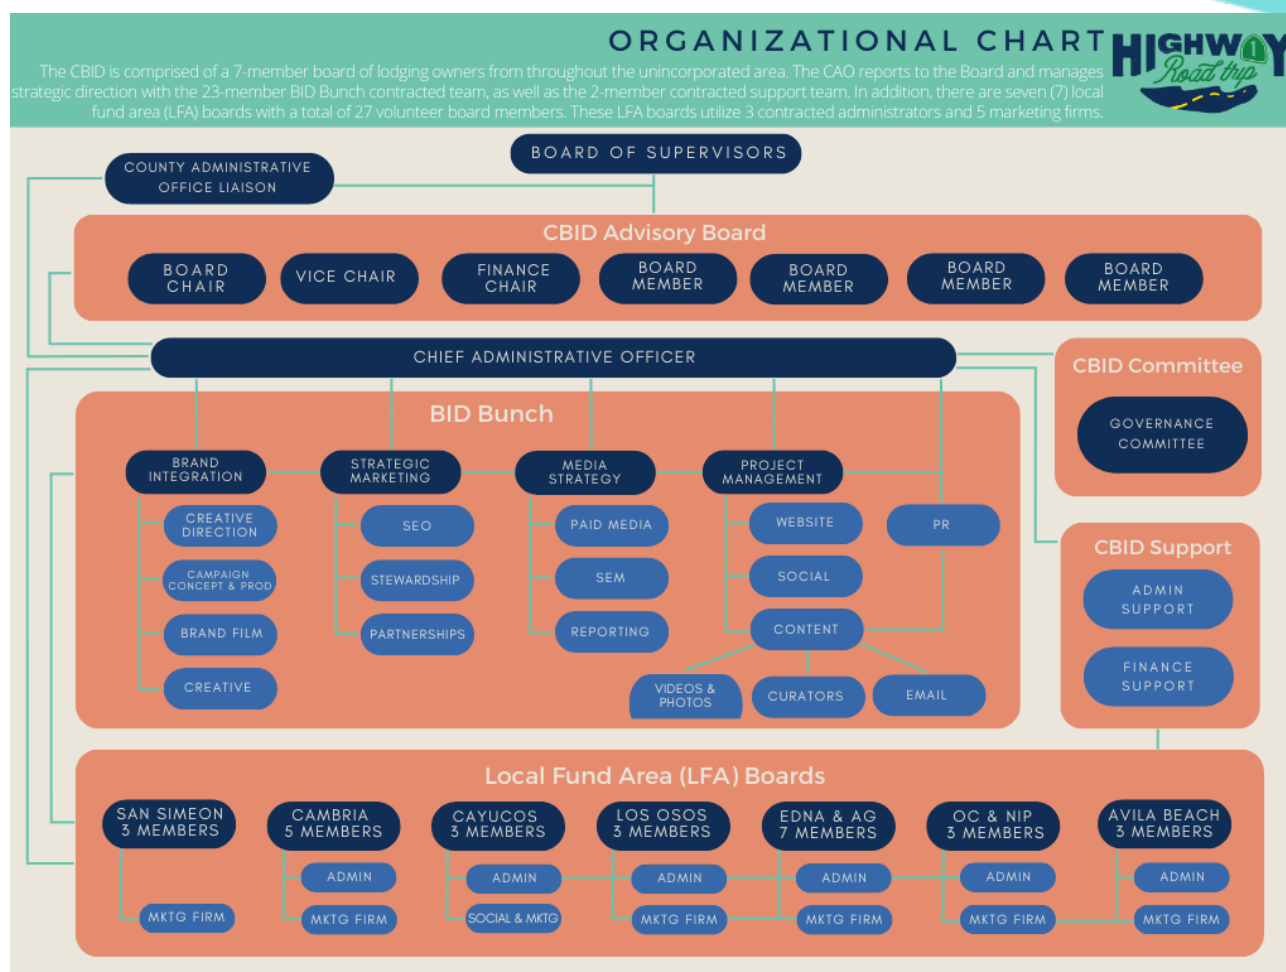 ORGANIZATIONAL CHART
HIGHWAY
1
Road trip
The CBID is comprised of a 7-member board of lodging owners from throughout the unincorporated area. The CAO reports to the Board and manages
strategic direction with the 23-member BID Bunch contracted team, as well as the 2-member contracted support team. In addition, there are seven (7) local
fund area (LFA) boards with a total of 27 volunteer board members. These LFA boards utilize 3 contracted administrators and 5 marketing firms.
BOARD OF SUPERVISORS
COUNTY ADMINISTRATIVE
OFFICE LIAISON
CBID Advisory Board
BOARD
CHAIR
VICE CHAIR
FINANCE
CHAIR
BOARD
MEMBER
BOARD
MEMBER
BOARD
MEMBER
BOARD
MEMBER
CHIEF ADMINISTRATIVE OFFICER
CBID Committee
GOVERNANCE
COMMITTEE
BID Bunch
BRAND
INTEGRATION
CREATIVE
DIRECTION
CAMPAIGN
CONCEPT & PROD
BRAND FILM
CREATIVE
STRATEGIC
MARKETING
SEO
STEWARDSHIP
PARTNERSHIPS
MEDIA
STRATEGY
PAID MEDIA
SEM
REPORTING
PROJECT
MANAGEMENT
WEBSITE
SOCIAL
CONTENT
PR
VIDEOS &
PHOTOS
CURATORS
EMAIL
CBID Support
ADMIN
SUPPORT
FINANCE
SUPPORT
Local Fund Area (LFA) Boards
SAN SIMEON
3 MEMBERS
MKTG FIRM
CAMBRIA
5 MEMBERS
ADMIN
MKTG FIRM
CAYUCOS
3 MEMBERS
ADMIN
SOCIAL & MKTG
LOS OSOS
3 MEMBERS
ADMIN
MKTG FIRM
EDNA & AG
7 MEMBERS
ADMIN
MKTG FIRM
OC & NIP
3 MEMBERS
ADMIN
MKTG FIRM
AVILA BEACH
3 MEMBERS
ADMIN
MKTG FIRM